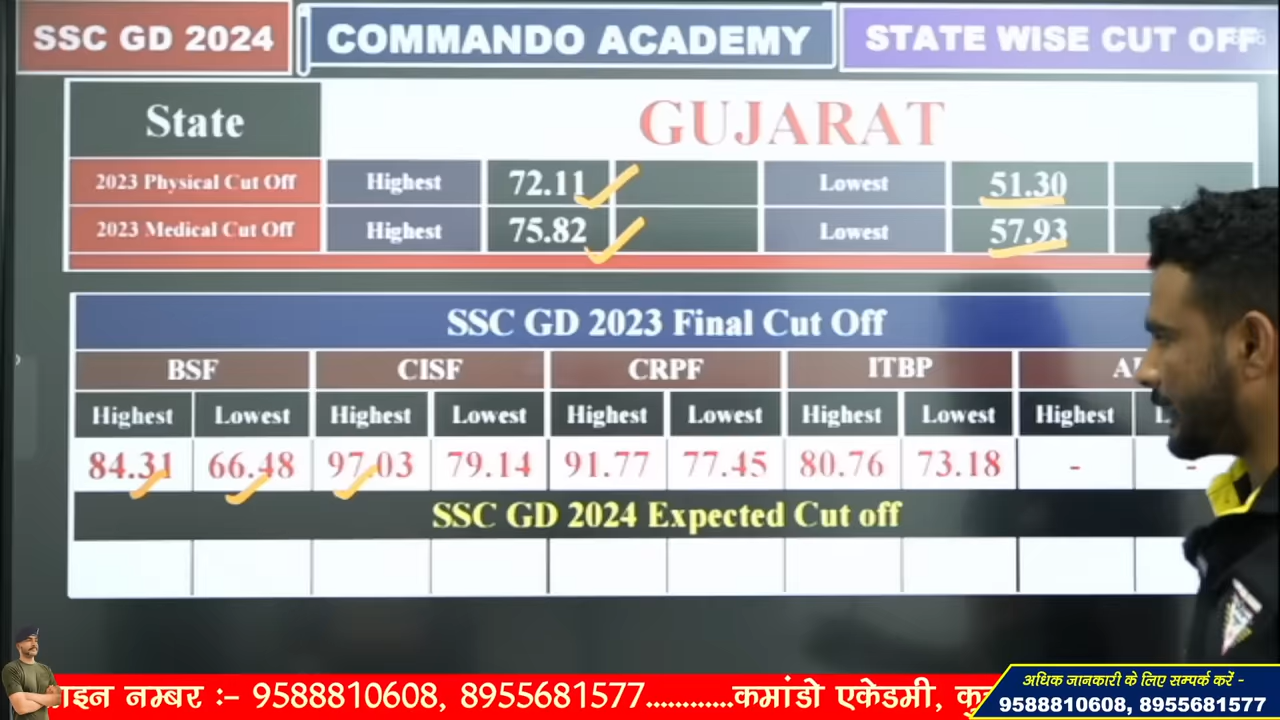 SSC GD 2024 COMMANDO ACADEMY STATE WISE CUT OFF
State GUJARAT
2023 Physical Cut Off Highest 72.11 Lowest 51.30
2023 Medical Cut Off Highest 75.82 Lowest 57.93
SSC GD 2023 Final Cut Off
BSF CISF CRPF ITBP
Highest Lowest Highest Lowest Highest Lowest Highest Lowest Highest
84.31 66.48 97.03 79.14 91.77 77.45 80.76 73.18 - -
SSC GD 2024 Expected Cut off
नम्बर :- 9588810608, 8955681577............कमांडो एकेडमी,
अधिक जानकारी के लिए सम्पर्क करें -
9588810608, 8955681577